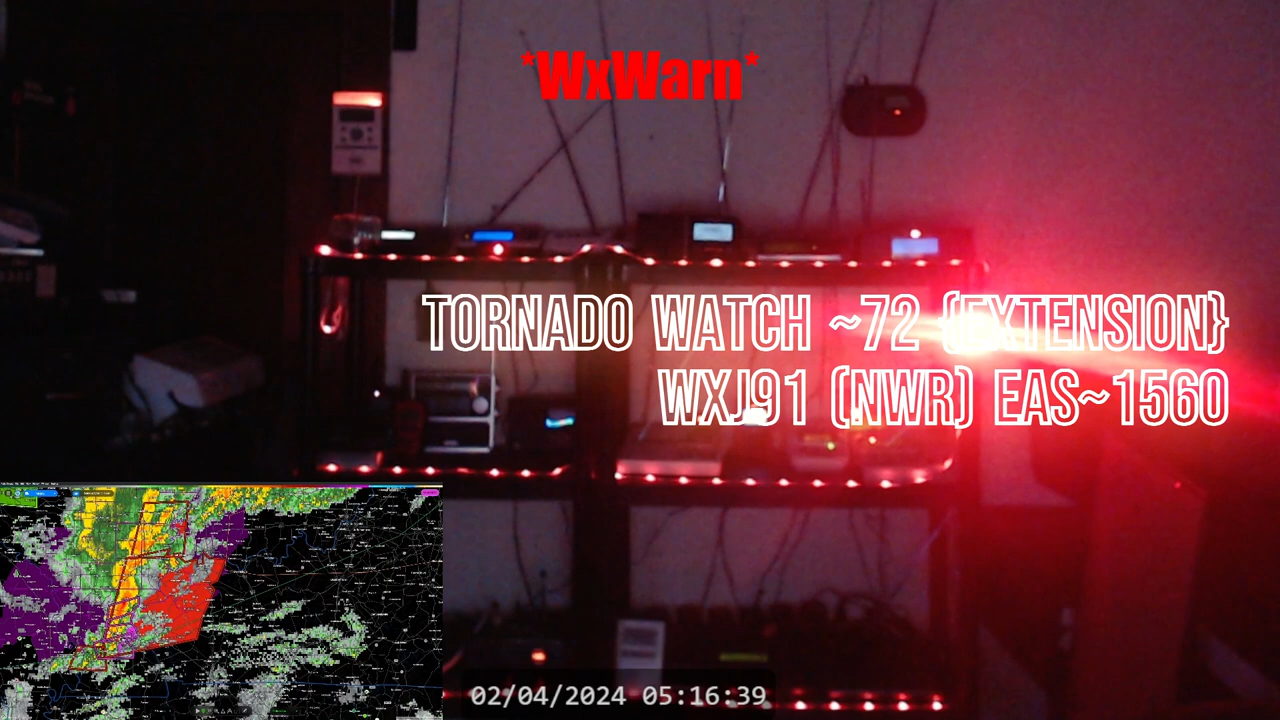 *WxWarn*
TORNADO WATCH ~72 {EXTENSION}
WXJ91 (NWR) EAS~1560
02/04/2024 05:16:39